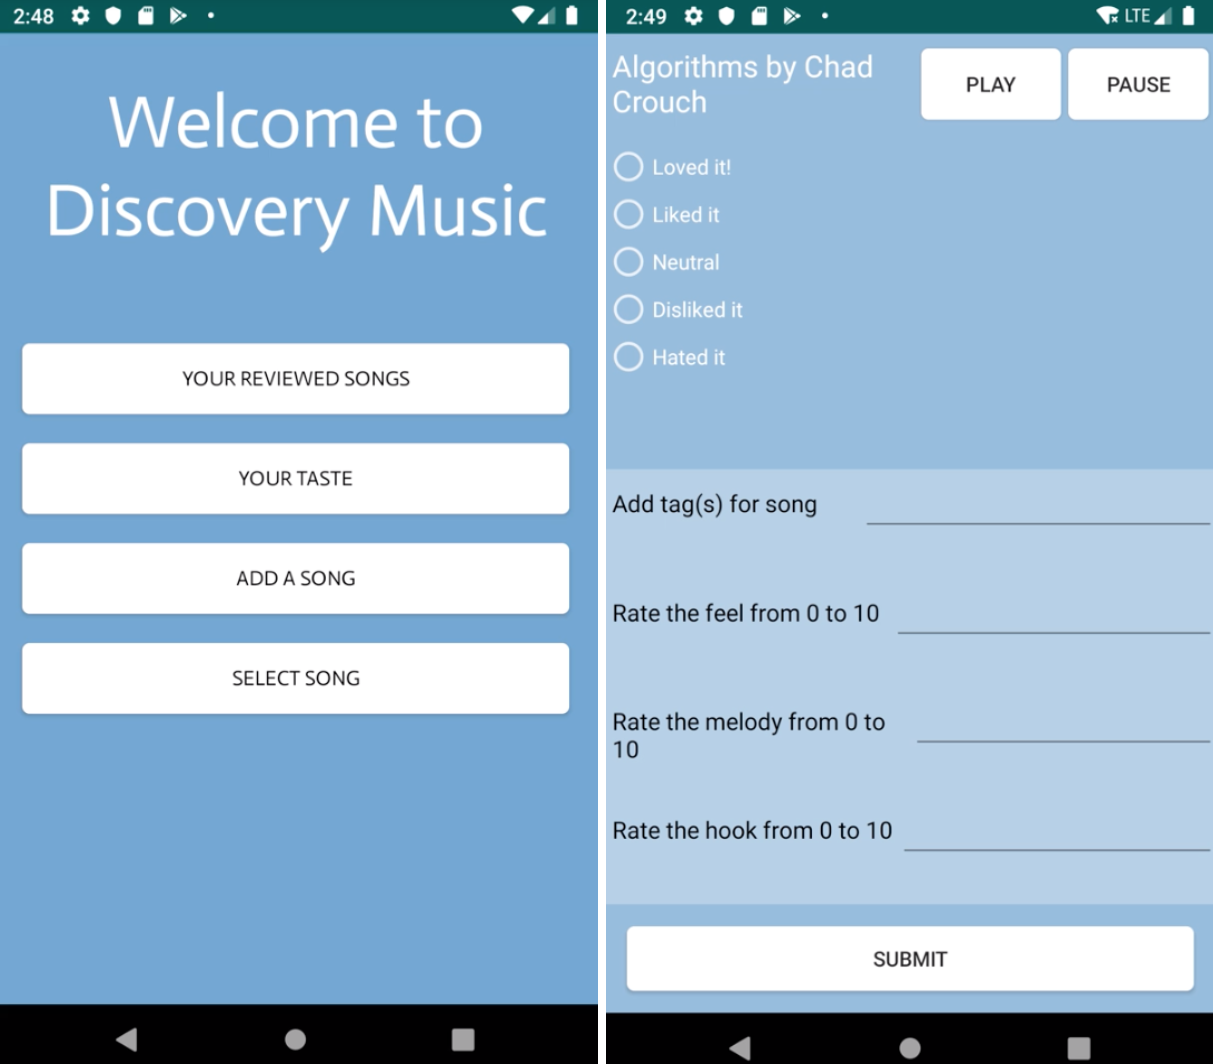 2:48
Welcome to
Discovery Music
YOUR REVIEWED SONGS
YOUR TASTE
ADD A SONG
SELECT SONG
2:49
LTE
Algorithms by Chad
Crouch
PLAY
PAUSE
Loved it!
Liked it
Neutral
Disliked it
Hated it
Add tag(s) for song
Rate the feel from 0 to 10
Rate the melody from 0 to
10
Rate the hook from 0 to 10
SUBMIT